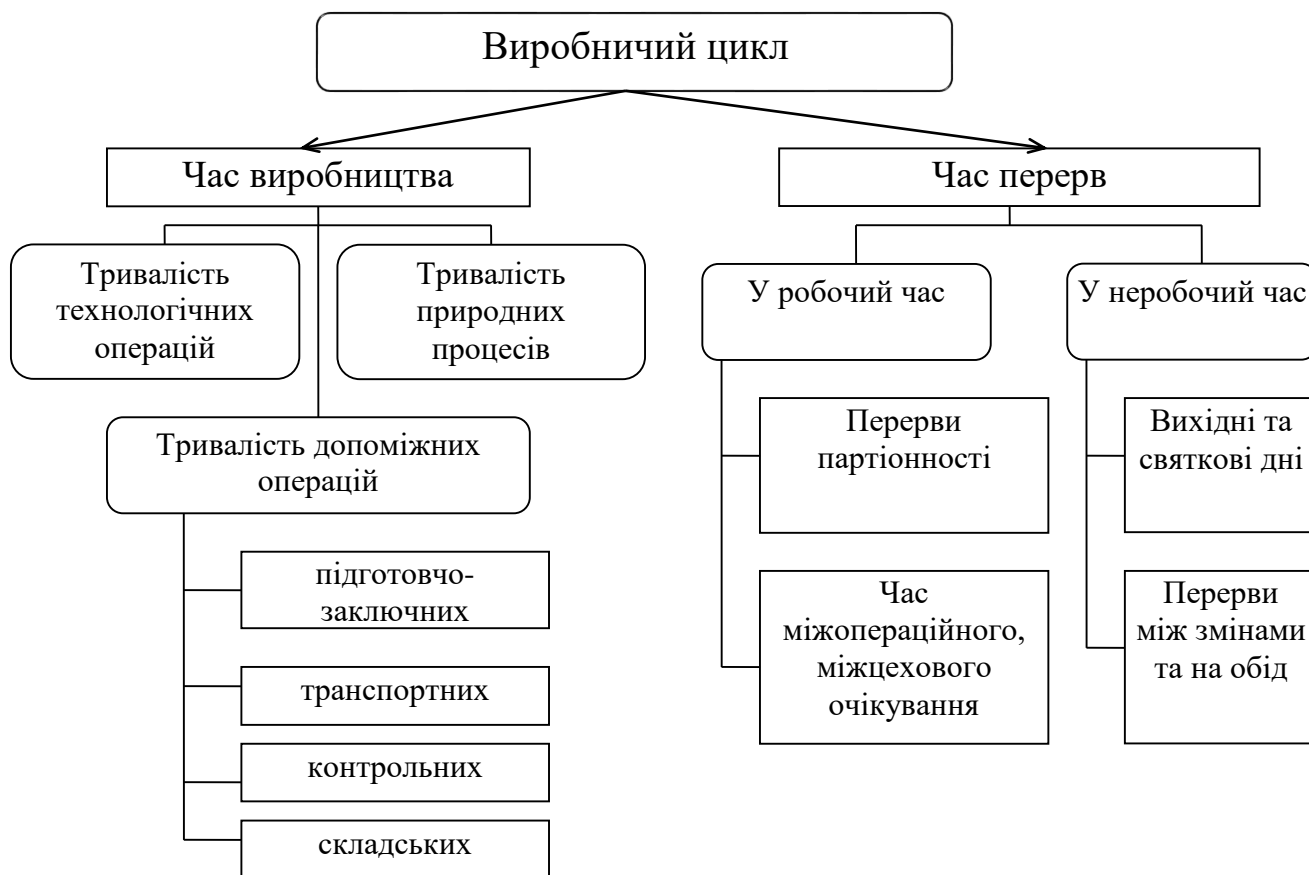 Виробничий цикл
Час виробництва
Час перерв
Тривалість
технологічних
операцій
Тривалість
природних
процесів
У робочий час
У неробочий час
Тривалість допоміжних
операцій
Перерви
партіонності
Вихідні та
святкові дні
підготовчо-
заключних
транспортних
контрольних
складських
Час
міжопераційного,
міжцехового
очікування
Перерви
між змінами
та на обід